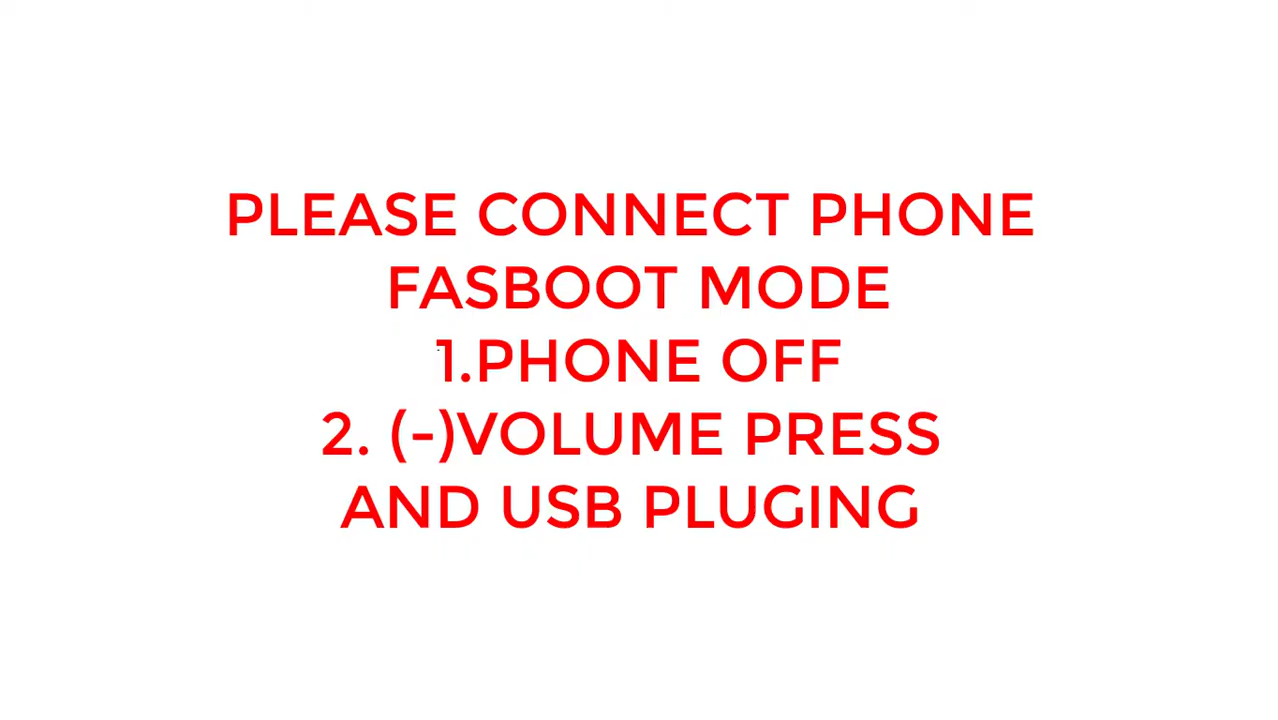 PLEASE CONNECT PHONE
FASBOOT MODE
1.PHONE OFF
2. (-)VOLUME PRESS
AND USB PLUGING